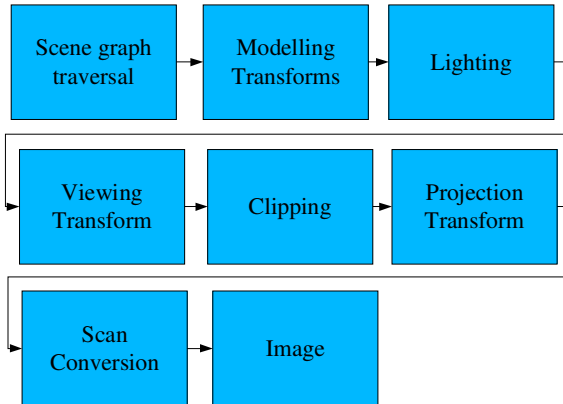 Scene graph
traversal
Modelling
Transforms
Lighting
Viewing
Transform
Clipping
Projection
Transform
Scan
Conversion
Image